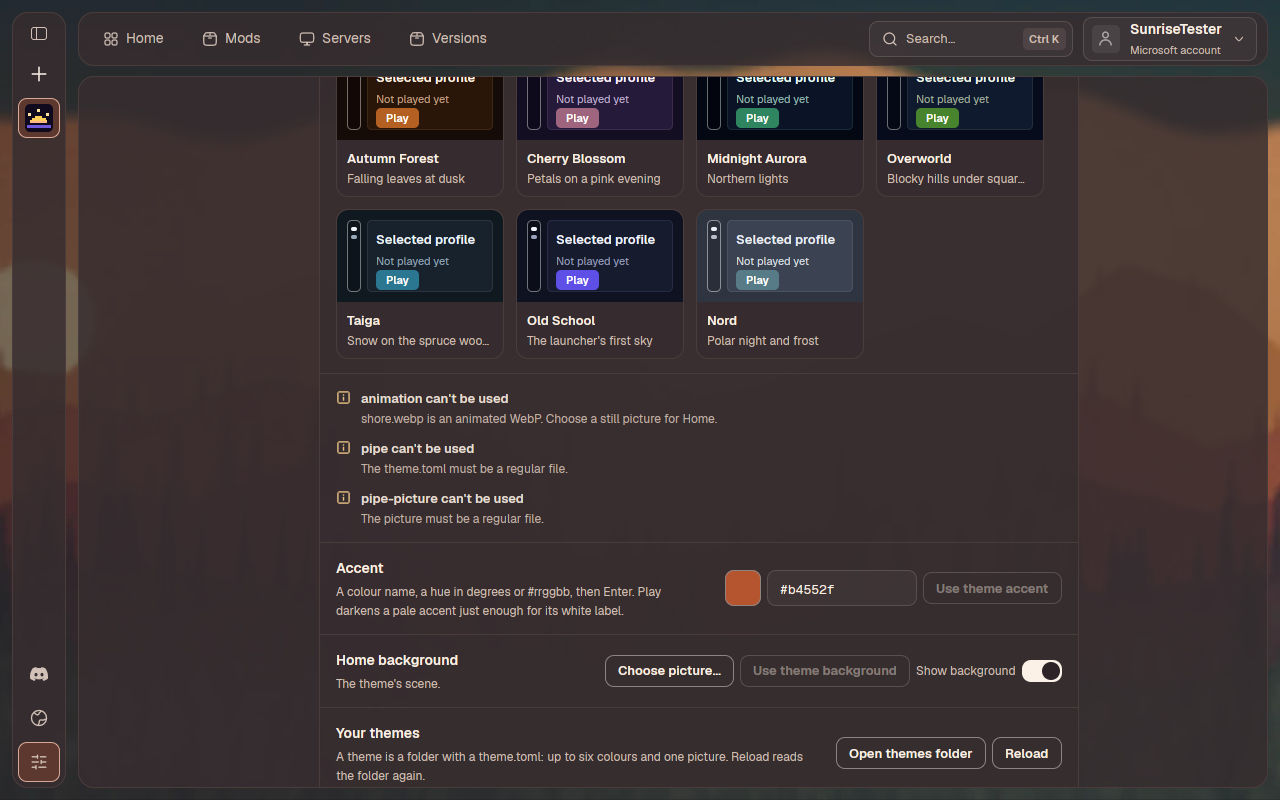 Home
Mods
Servers
Versions
Search...
Ctrl K
SunriseTester
Microsoft account
Selected profile
Selected profile
Selected profile
Selected profile
Not played yet
Not played yet
Not played yet
Not played yet
Play
Play
Play
Play
Autumn Forest
Cherry Blossom
Midnight Aurora
Overworld
Falling leaves at dusk
Petals on a pink evening
Northern lights
Blocky hills under squar...
Selected profile
Selected profile
Selected profile
Not played yet
Not played yet
Not played yet
Play
Play
Play
Taiga
Old School
Nord
Snow on the spruce woo...
The launcher's first sky
Polar night and frost
animation can't be used
shore.webp is an animated WebP. Choose a still picture for Home.
pipe can't be used
The theme.toml must be a regular file.
pipe-picture can't be used
The picture must be a regular file.
Accent
A colour name, a hue in degrees or #rrggbb, then Enter. Play
darkens a pale accent just enough for its white label.
#b4552f
Use theme accent
Home background
The theme's scene.
Choose picture...
Use theme background
Show background
Your themes
A theme is a folder with a theme.toml: up to six colours and one picture. Reload reads
the folder again.
Open themes folder
Reload